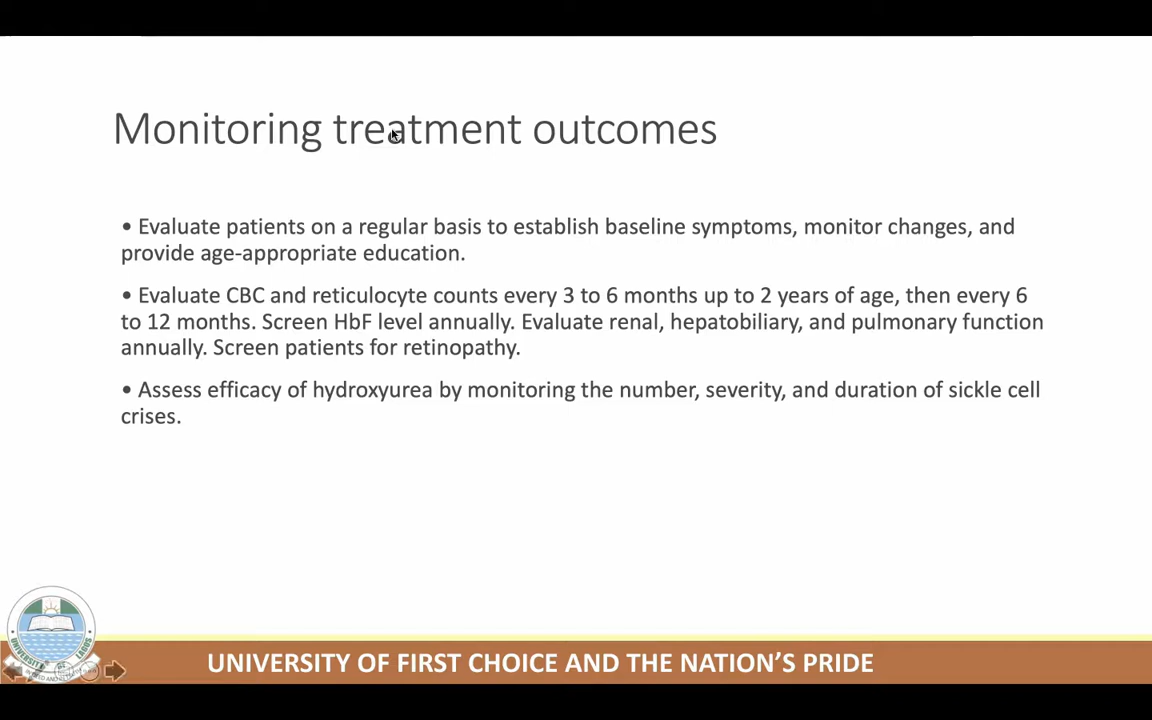 Monitoring treatment outcomes
• Evaluate patients on a regular basis to establish baseline symptoms, monitor changes, and
provide age-appropriate education.
• Evaluate CBC and reticulocyte counts every 3 to 6 months up to 2 years of age, then every 6
to 12 months. Screen HbF level annually. Evaluate renal, hepatobiliary, and pulmonary function
annually. Screen patients for retinopathy.
• Assess efficacy of hydroxyurea by monitoring the number, severity, and duration of sickle cell
crises.
UNIVERSITY OF FIRST CHOICE AND THE NATION'S PRIDE